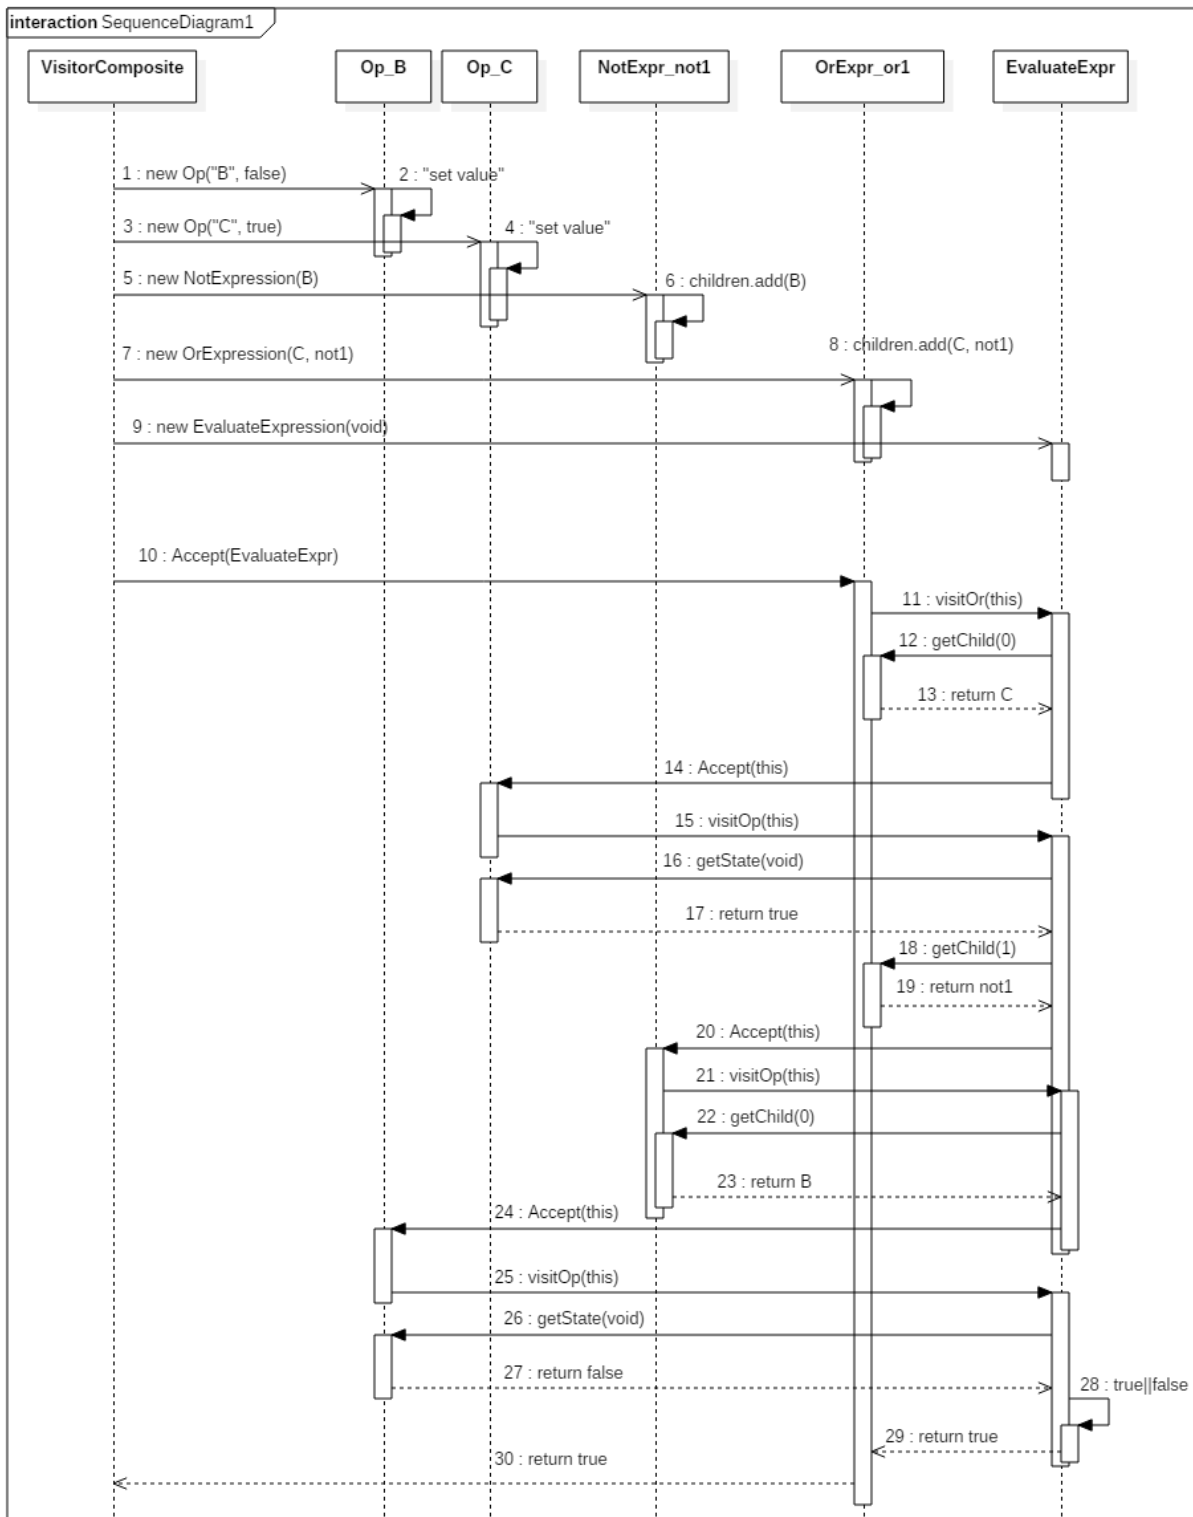 interaction SequenceDiagram1
VisitorComposite
Op_B
Op_C
NotExpr_not1
OrExpr_or1
EvaluateExpr
1 : new Op("B", false)
2 : "set value"
3 : new Op("C", true)
4 : "set value"
5 : new NotExpression(B)
6 : children.add(B)
7 : new OrExpression(C, not1)
8 : children.add(C, not1)
9 : new EvaluateExpression(void)
10 : Accept(EvaluateExpr)
11 : visitOr(this)
12 : getChild(0)
13 : return C
14 : Accept(this)
15 : visitOp(this)
16 : getState(void)
17 : return true
18 : getChild(1)
19 : return not1
20 : Accept(this)
21 : visitOp(this)
22 : getChild(0)
23 : return B
24 : Accept(this)
25 : visitOp(this)
26 : getState(void)
27 : return false
28 : true||false
29 : return true
30 : return true